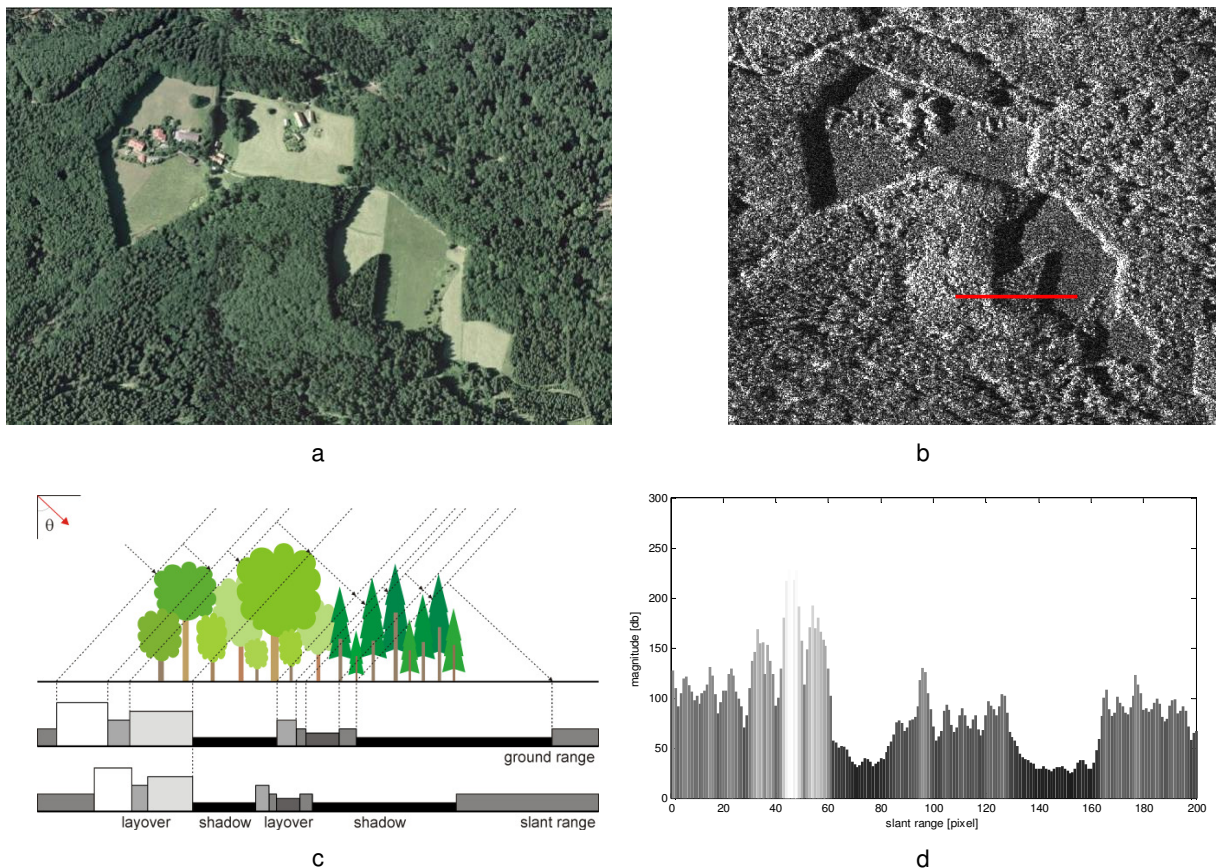 a
b
θ
ground range
layover shadow layover shadow slant range
c
300
250
200
150
100
50
0
magnitude [db]
0 20 40 60 80 100 120 140 160 180 200
slant range [pixel]
d